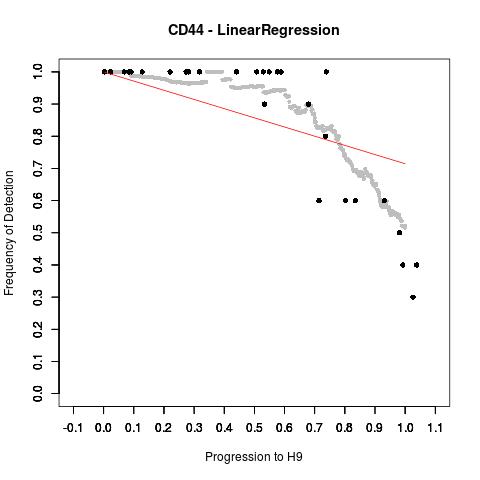 CD44 - LinearRegression
Frequency of Detection
1.0
0.9
0.8
0.7
0.6
0.5
0.4
0.3
0.2
0.1
0.0
-0.1 0.0 0.1 0.2 0.3 0.4 0.5 0.6 0.7 0.8 0.9 1.0 1.1
Progression to H9